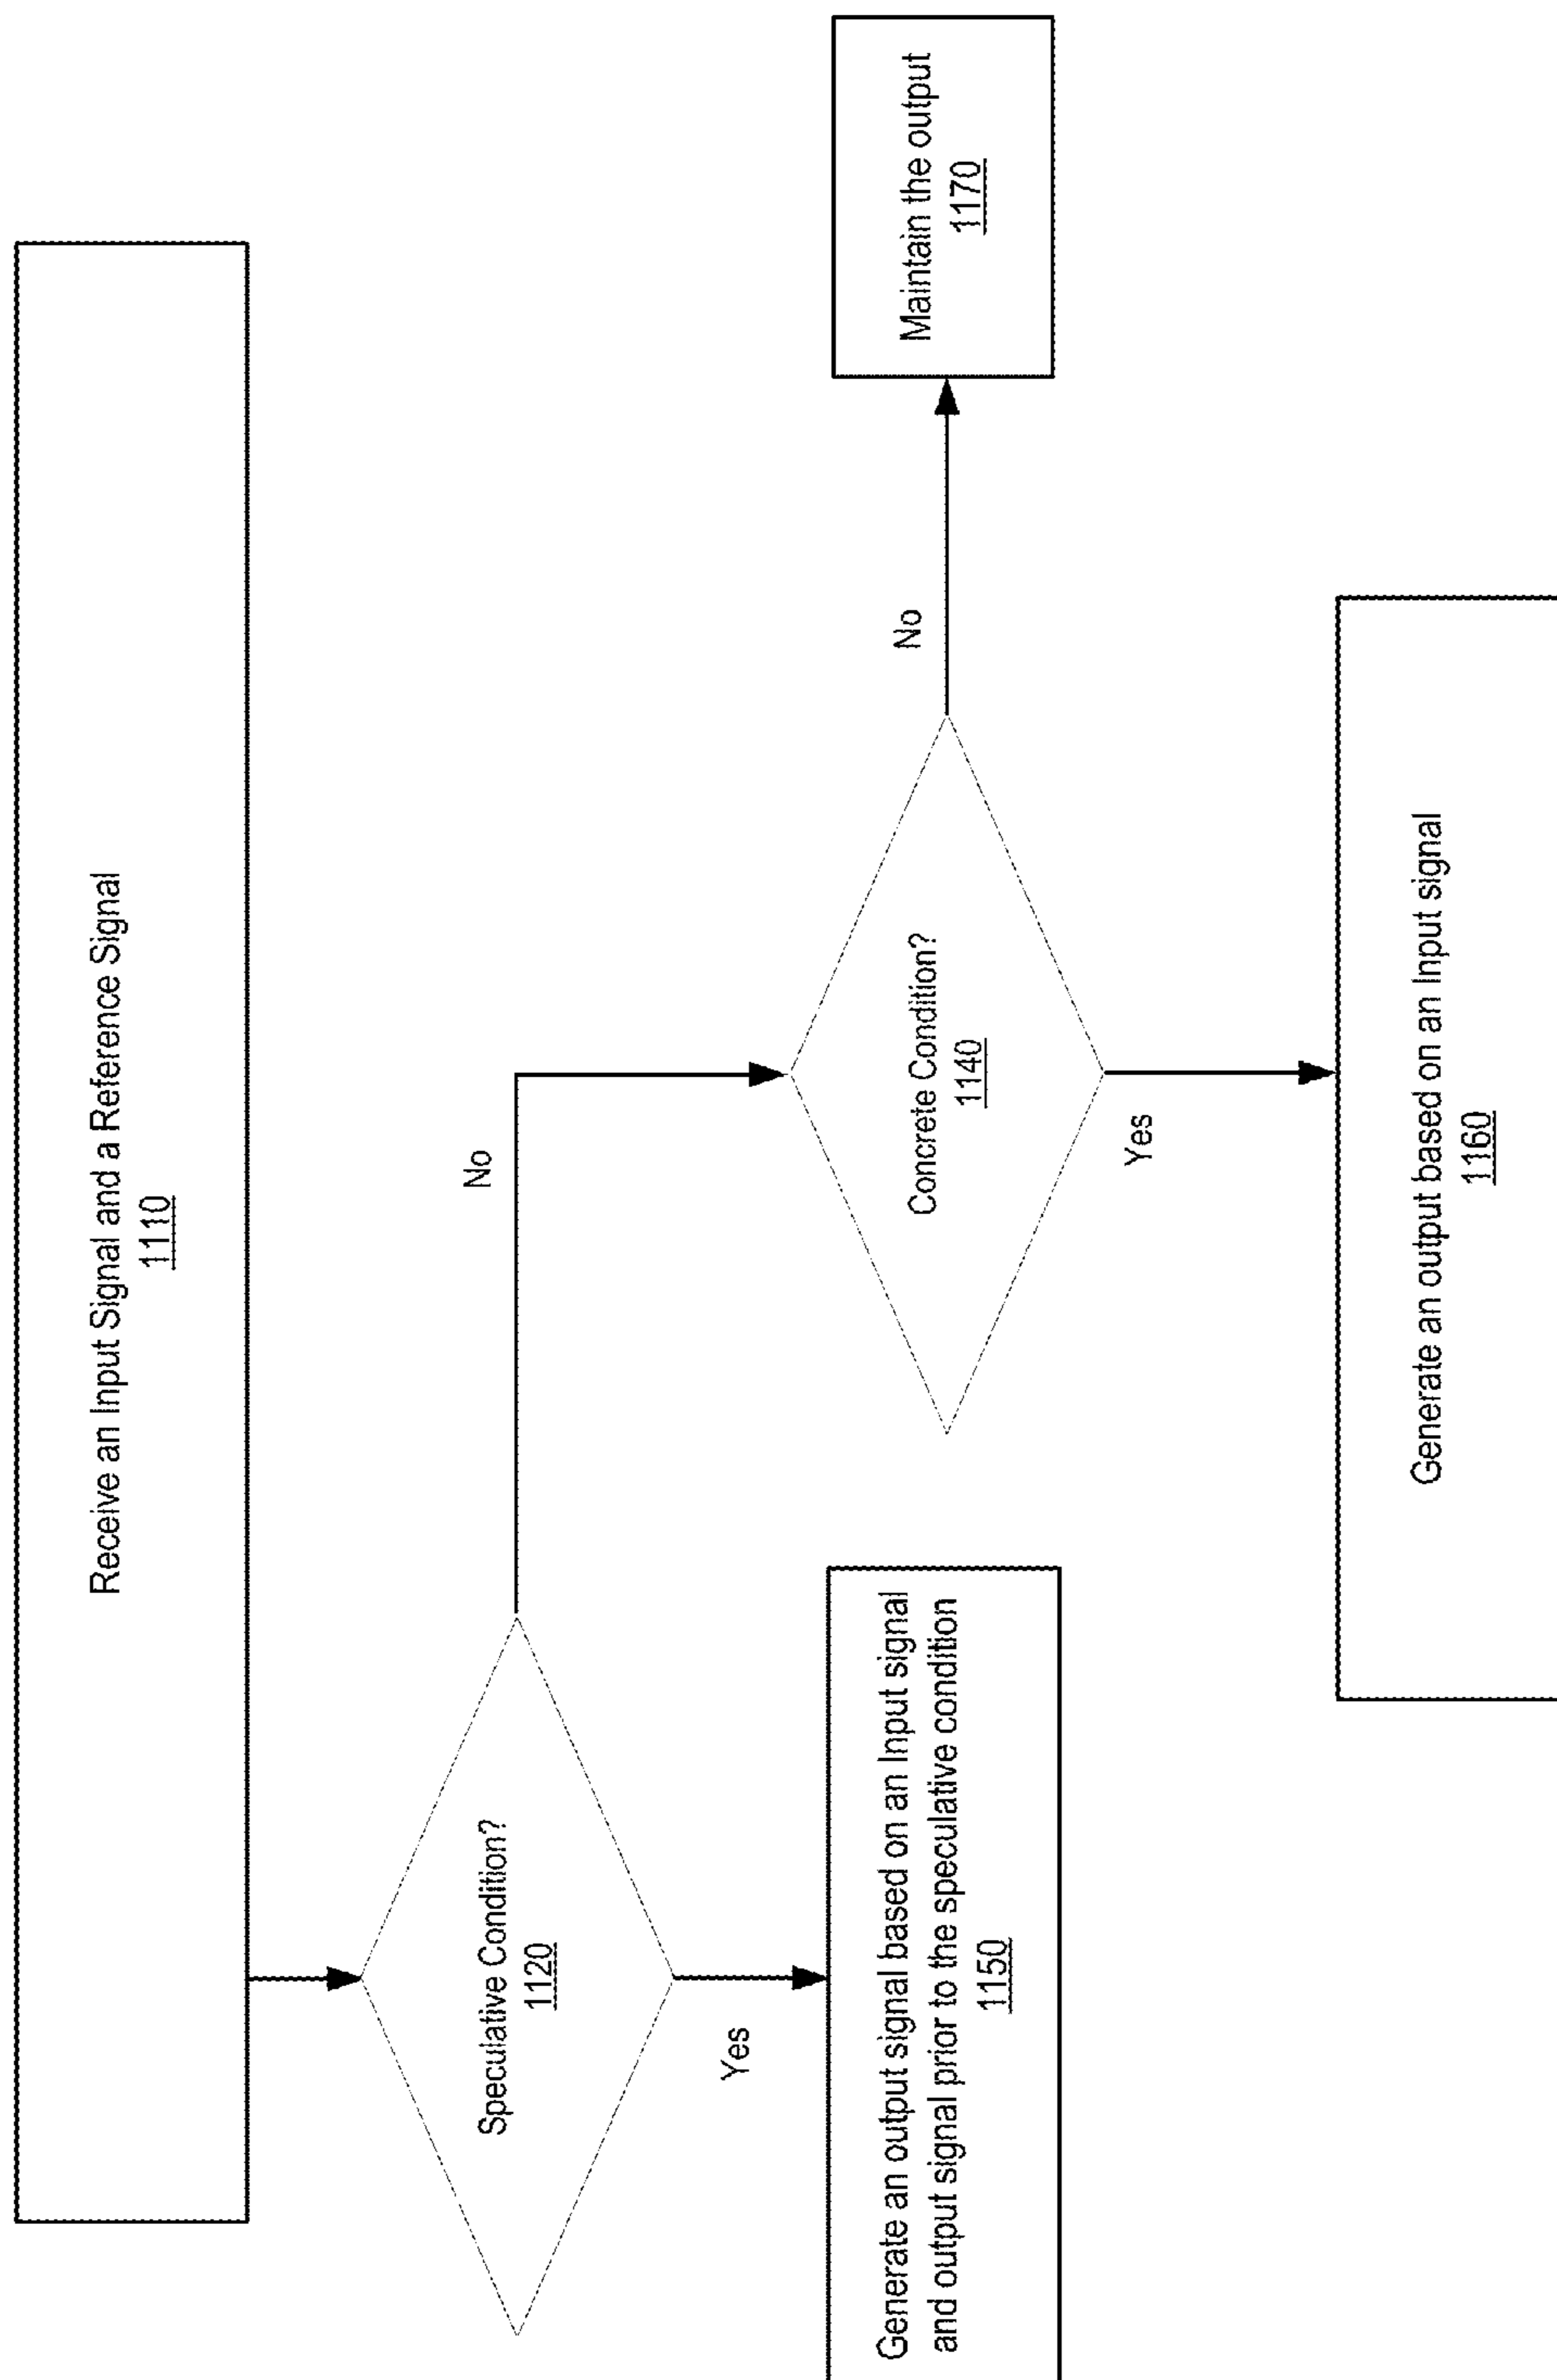 Receive an Input Signal and a Reference Signal
1110
Speculative Condition?
1120
No
Yes
Concrete Condition?
1140
No
Yes
Maintain the output
1170
Generate an output signal based on an Input signal
and output signal prior to the speculative condition
1150
Generate an output based on an Input signal
1160